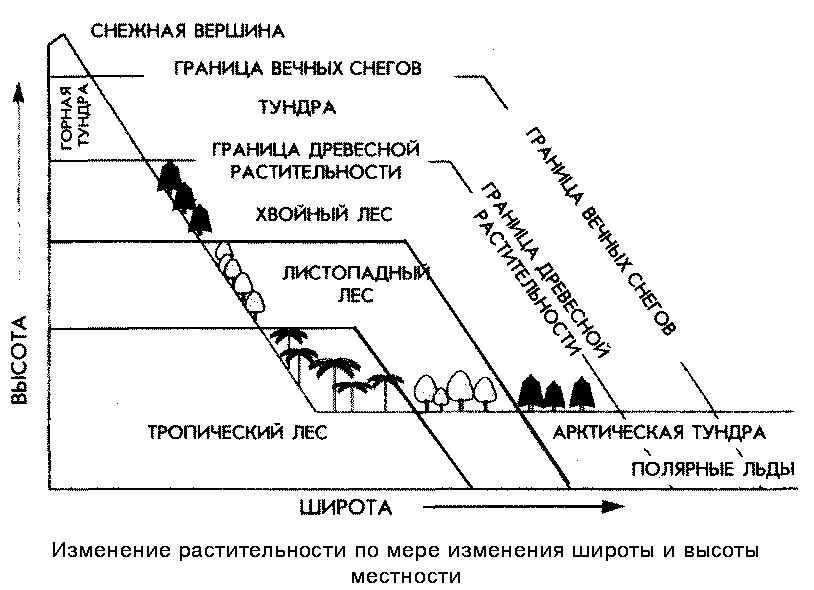 СНЕЖНАЯ ВЕРШИНА
ГРАНИЦА ВЕЧНЫХ СНЕГОВ
ГОРНАЯ
ТУНДРА
ТУНДРА
ГРАНИЦА ДРЕВЕСНОЙ
РАСТИТЕЛЬНОСТИ
ГРАНИЦА ВЕЧНЫХ СНЕГОВ
ГРАНИЦА ДРЕВЕСНОЙ
РАСТИТЕЛЬНОСТИ
ХВОЙНЫЙ ЛЕС
ЛИСТОПАДНЫЙ
ЛЕС
ВЫСОТА
ТРОПИЧЕСКИЙ ЛЕС
АРКТИЧЕСКАЯ ТУНДРА
ПОЛЯРНЫЕ ЛЬДЫ
ШИРОТА
Изменение растительности по мере изменения широты и высоты
местности